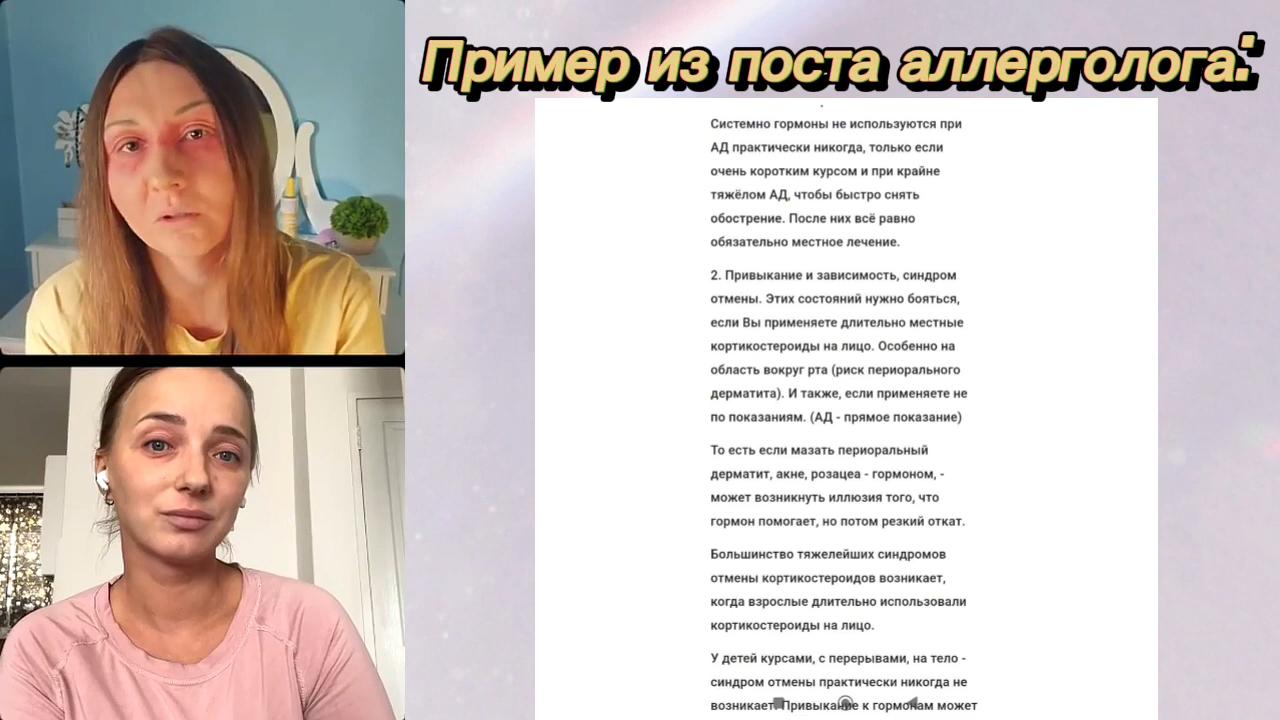 Пример из поста аллерголога:
Системно гормоны не используются при
АД практически никогда, только если
очень коротким курсом и при крайне
тяжёлом АД, чтобы быстро снять
обострение. После них всё равно
обязательно местное лечение.
2. Привыкание и зависимость, синдром
отмены. Этих состояний нужно бояться,
если Вы применяете длительно местные
кортикостероиды на лицо. Особенно на
область вокруг рта (риск периорального
дерматита). И также, если применяете не
по показаниям. (АД - прямое показание)
То есть если мазать периоральный
дерматит, акне, розацеа - гормоном, -
может возникнуть иллюзия того, что
гормон помогает, но потом резкий откат.
Большинство тяжелейших синдромов
отмены кортикостероидов возникает,
когда взрослые длительно использовали
кортикостероиды на лицо.
У детей курсами, с перерывами, на тело -
синдром отмены практически никогда не
возникает. Привыкание к гормонам может